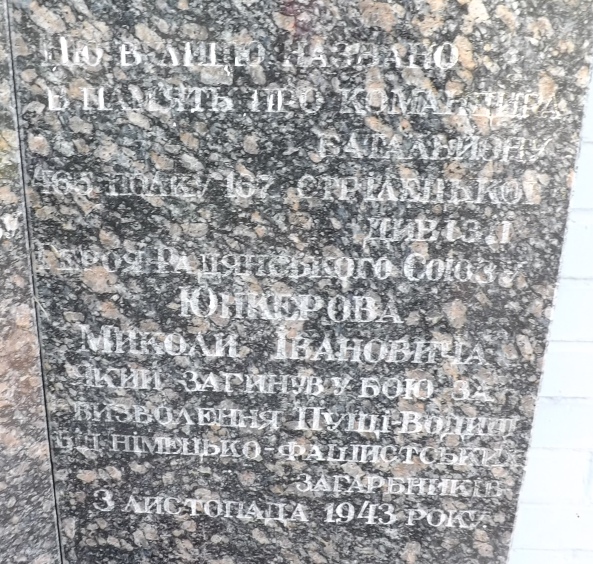 ЦЮ ВУЛИЦЮ НАЗВАНО
В ПАМ'ЯТЬ ПРО КОМАНДИРА
БАТАЛЬЙОНУ
465 ПОЛКУ 167 СТРІЛЕЦЬКОЇ
ДИВІЗІЇ
ГЕРОЯ РАДЯНСЬКОГО СОЮЗУ
ЮНКЕРОВА
МИКОЛИ ІВАНОВИЧА
ЯКИЙ ЗАГИНУВ У БОЮ ЗА
ВИЗВОЛЕННЯ ПУЩІ-ВОДИЦІ
ВІД НІМЕЦЬКО-ФАШИСТСЬКИХ
ЗАГАРБНИКІВ
3 ЛИСТОПАДА 1943 РОКУ